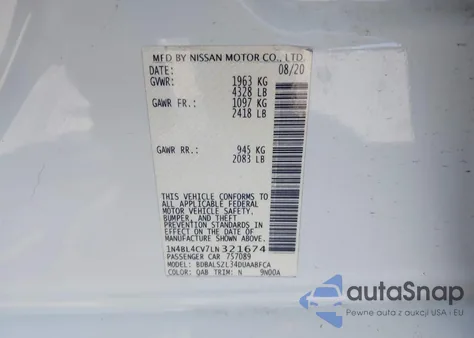 MFD BY NISSAN MOTOR CO., LTD.
DATE: 08/20
GVWR: 1963 KG
4328 LB
GAWR FR.: 1097 KG
2418 LB
GAWR RR.: 945 KG
2083 LB
THIS VEHICLE CONFORMS TO
ALL APPLICABLE FEDERAL
MOTOR VEHICLE SAFETY,
BUMPER, AND THEFT
PREVENTION STANDARDS
IN EFFECT ON THE DATE OF
MANUFACTURE SHOWN ABOVE.
1N4BL4CV7LN321674
PASSENGER CAR 757089
MODEL: BDBALSZL34DUAABFCA
COLOR: QAB TRIM: N 9N00A
autoSnap
Pewne auta z aukcji USA i EU